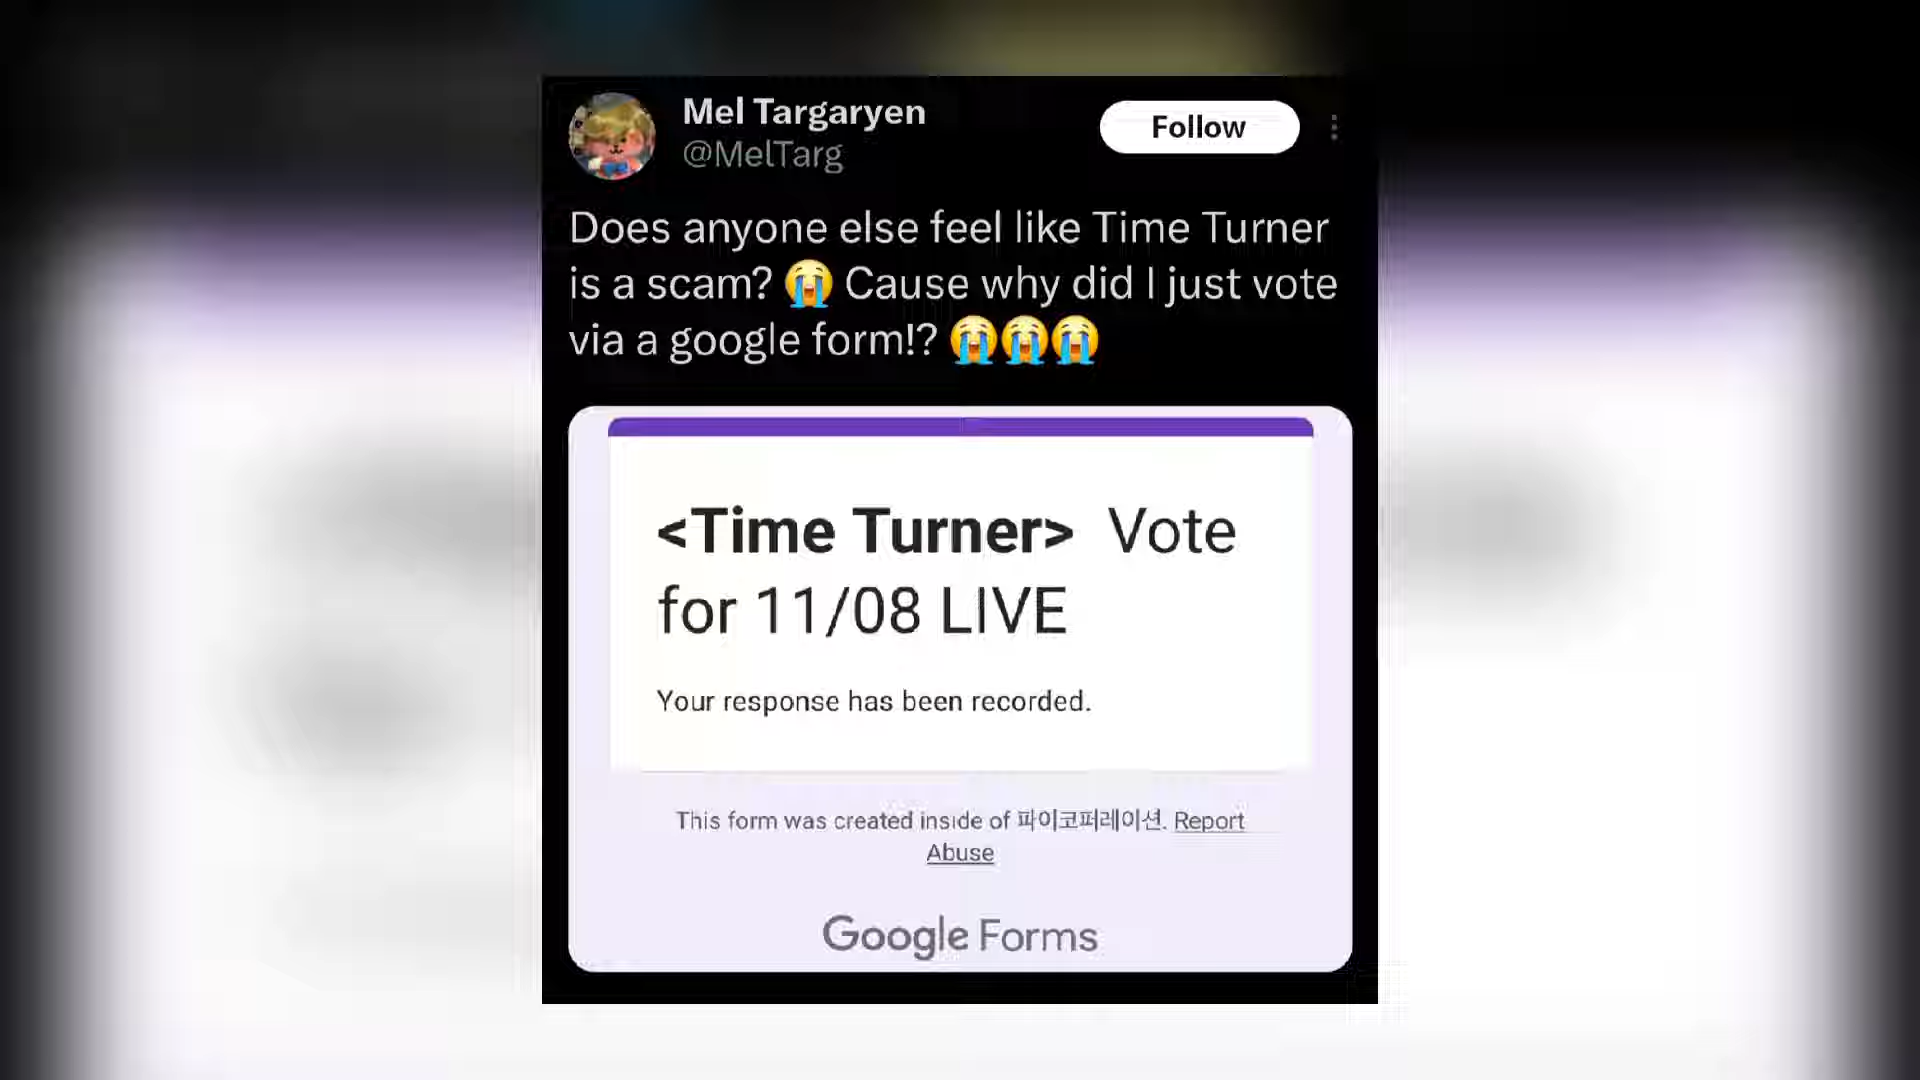 Mel Targaryen
@MelTarg
Follow
Does anyone else feel like Time Turner
is a scam? 😭 Cause why did I just vote
via a google form!? 😭😭😭
<Time Turner> Vote
for 11/08 LIVE
Your response has been recorded.
This form was created inside of 파이코퍼레이션. Report
Abuse
Google Forms